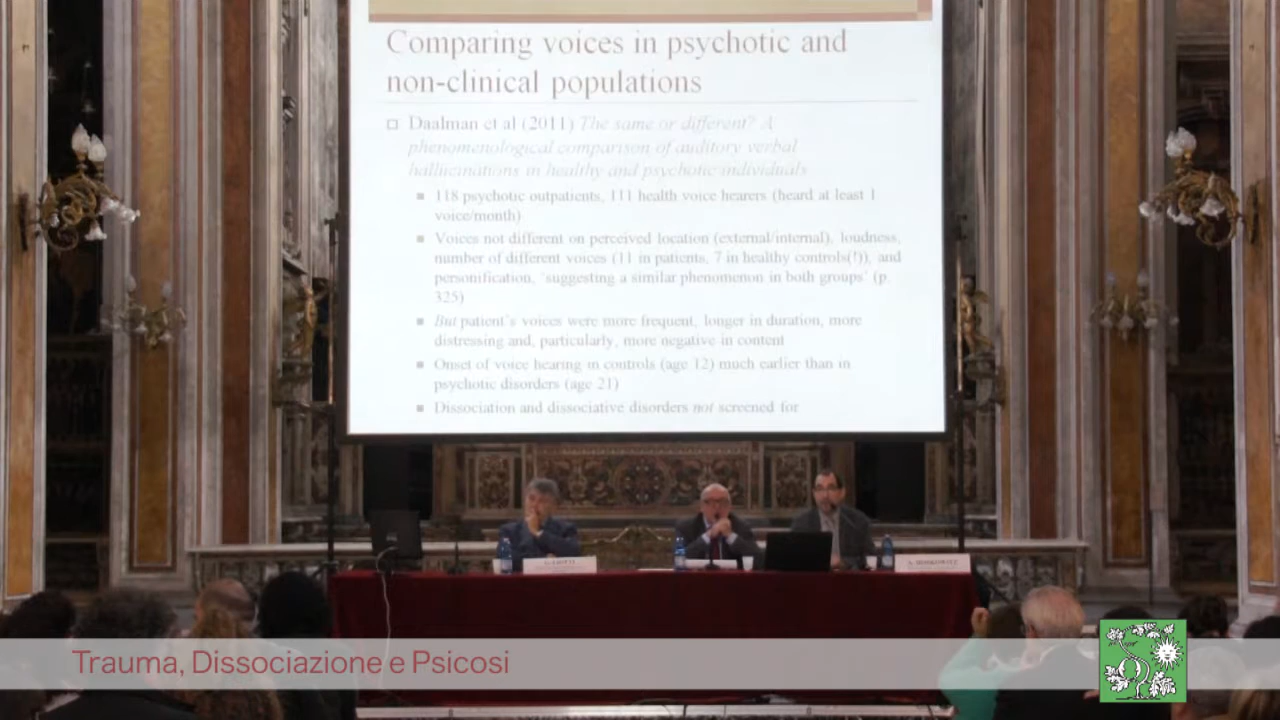 Comparing voices in psychotic and
non-clinical populations
Daalman et al (2011) The same or different? A
phenomenological comparison of auditory verbal
hallucinations in healthy and psychotic individuals
118 psychotic outpatients, 111 health voice hearers (heard at least 1
voice/month)
Voices not different on perceived location (external/internal), loudness,
number of different voices (11 in patients, 7 in healthy controls(!)), and
personification, 'suggesting a similar phenomenon in both groups' (p.
325)
But patient's voices were more frequent, longer in duration, more
distressing and, particularly, more negative in content
Onset of voice hearing in controls (age 12) much earlier than in
psychotic disorders (age 21)
Dissociation and dissociative disorders not screened for
G. LIOTTI
A. MOSKOWITZ
Trauma, Dissociazione e Psicosi